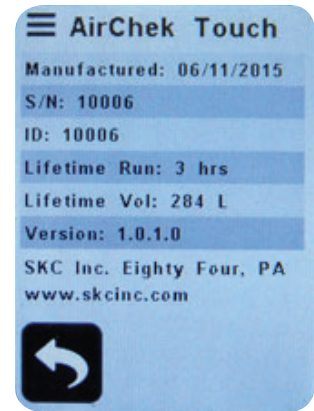 AirChek Touch
Manufactured: 06/11/2015
S/N: 10006
ID: 10006
Lifetime Run: 3 hrs
Lifetime Vol: 284 L
Version: 1.0.1.0
SKC Inc. Eighty Four, PA
www.skcinc.com